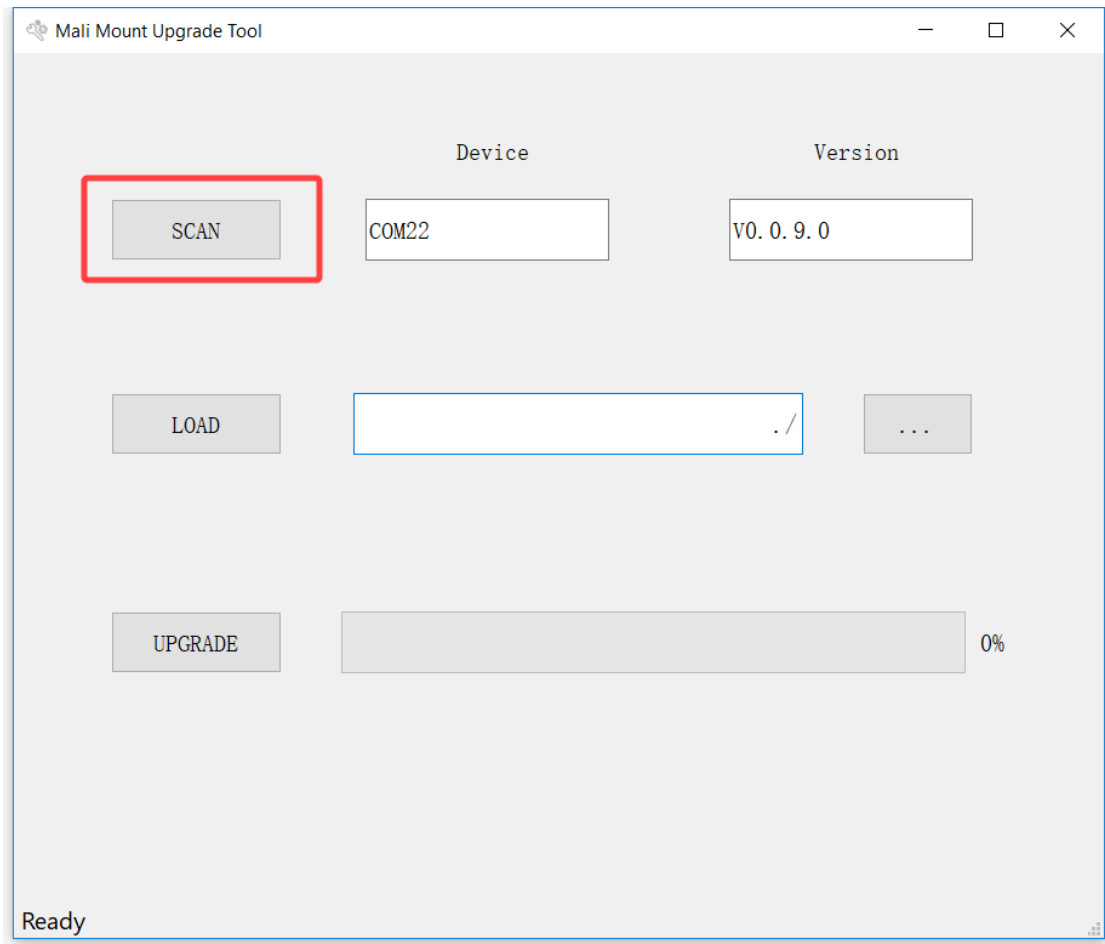 Mali Mount Upgrade Tool
Device Version
SCAN COM22 V0.0.9.0
LOAD ./ ...
UPGRADE 0%
Ready